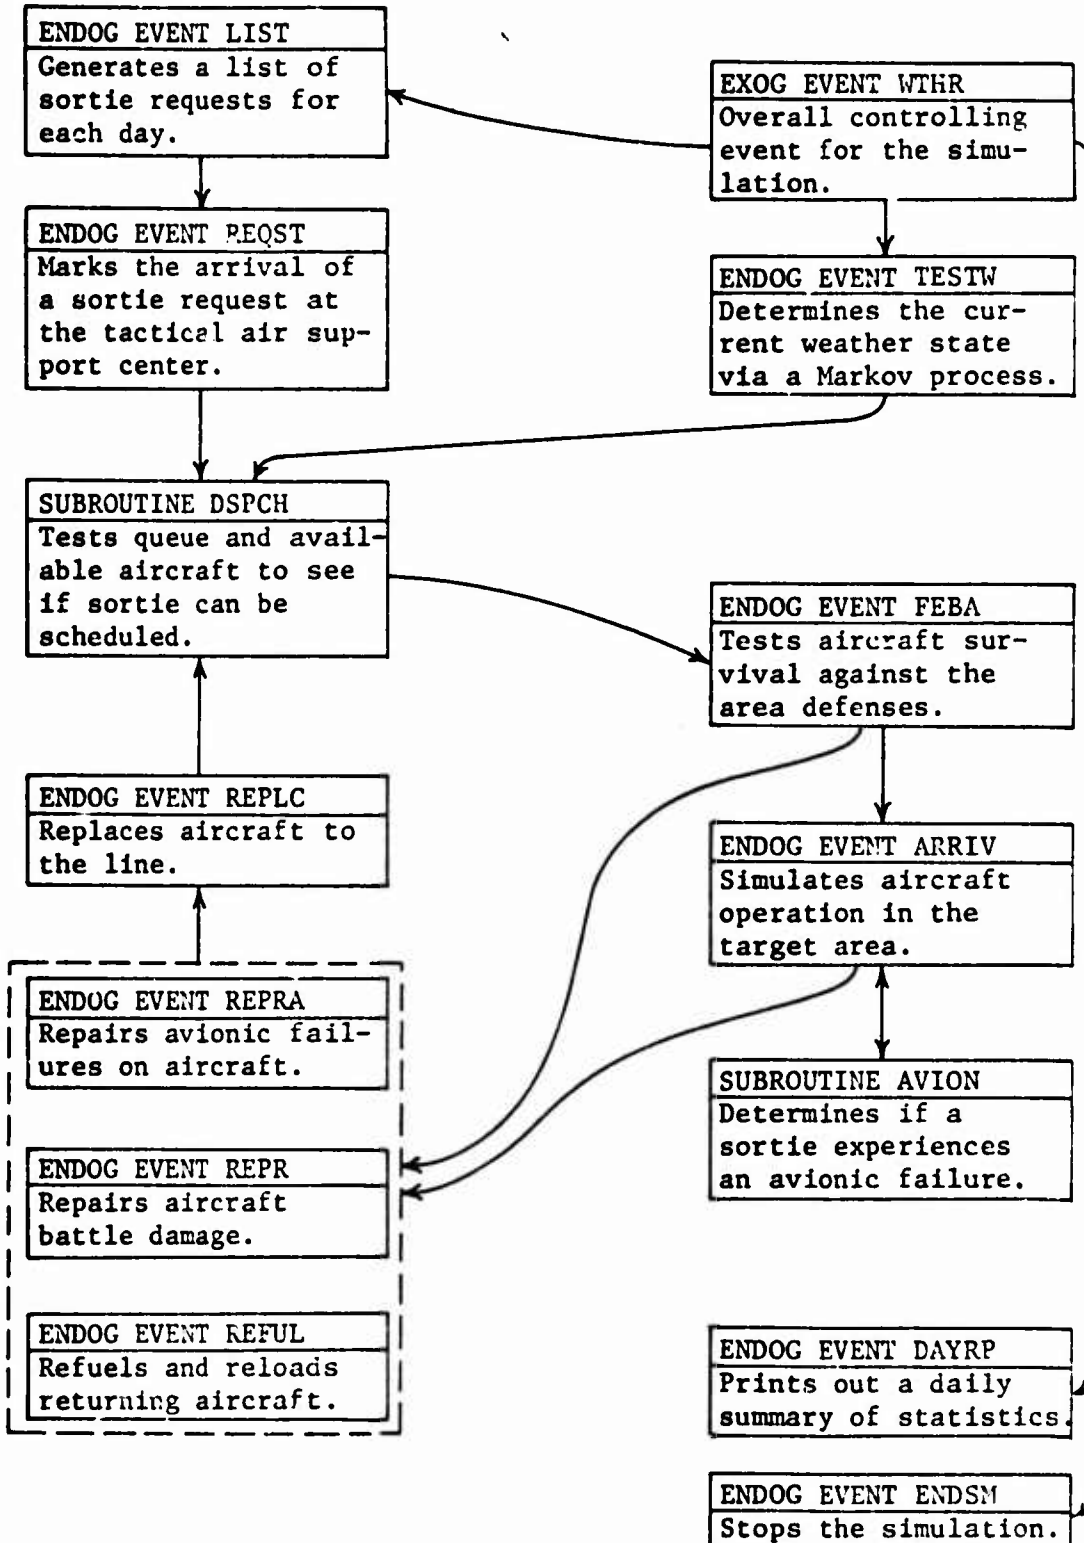 ENDOG EVENT LIST
Generates a list of
sortie requests for
each day.
EXOG EVENT WTHR
Overall controlling
event for the simu-
lation.
ENDOG EVENT REQST
Marks the arrival of
a sortie request at
the tactical air sup-
port center.
ENDOG EVENT TESTW
Determines the cur-
rent weather state
via a Markov process.
SUBROUTINE DSPCH
Tests queue and avail-
able aircraft to see
if sortie can be
scheduled.
ENDOG EVENT FEBA
Tests aircraft sur-
vival against the
area defenses.
ENDOG EVENT REPLC
Replaces aircraft to
the line.
ENDOG EVENT ARRIV
Simulates aircraft
operation in the
target area.
ENDOG EVENT REPRA
Repairs avionic fail-
ures on aircraft.
SUBROUTINE AVION
Determines if a
sortie experiences
an avionic failure.
ENDOG EVENT REPR
Repairs aircraft
battle damage.
ENDOG EVENT REFUL
Refuels and reloads
returning aircraft.
ENDOG EVENT DAYRP
Prints out a daily
summary of statistics.
ENDOG EVENT ENDSM
Stops the simulation.